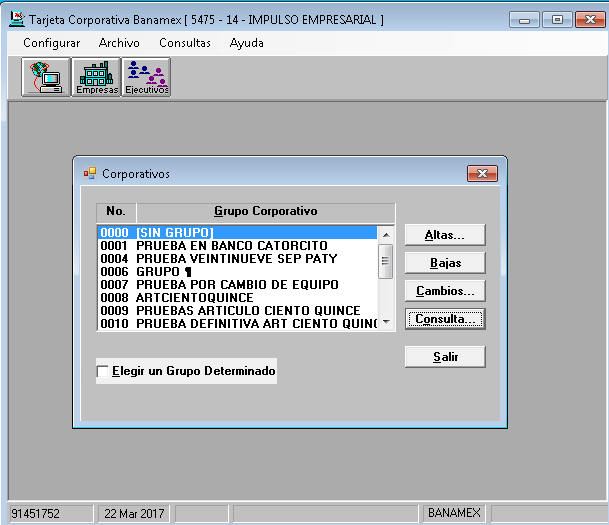 Tarjeta Corporativa Banamex [ 5475 - 14 - IMPULSO EMPRESARIAL ]
Configurar Archivo Consultas Ayuda
Empresas Ejecutivos
Corporativos
No. Grupo Corporativo
0000 [SIN GRUPO]
0001 PRUEBA EN BANCO CATORCITO
0004 PRUEBA VEINTINUEVE SEP PATY
0006 GRUPO ¶
0007 PRUEBA POR CAMBIO DE EQUIPO
0008 ARTCIENTOQUINCE
0009 PRUEBAS ARTICULO CIENTO QUINCE
0010 PRUEBA DEFINITIVA ART CIENTO QUIN
Altas...
Bajas
Cambios...
Consulta...
Salir
Elegir un Grupo Determinado
91451752 22 Mar 2017 BANAMEX